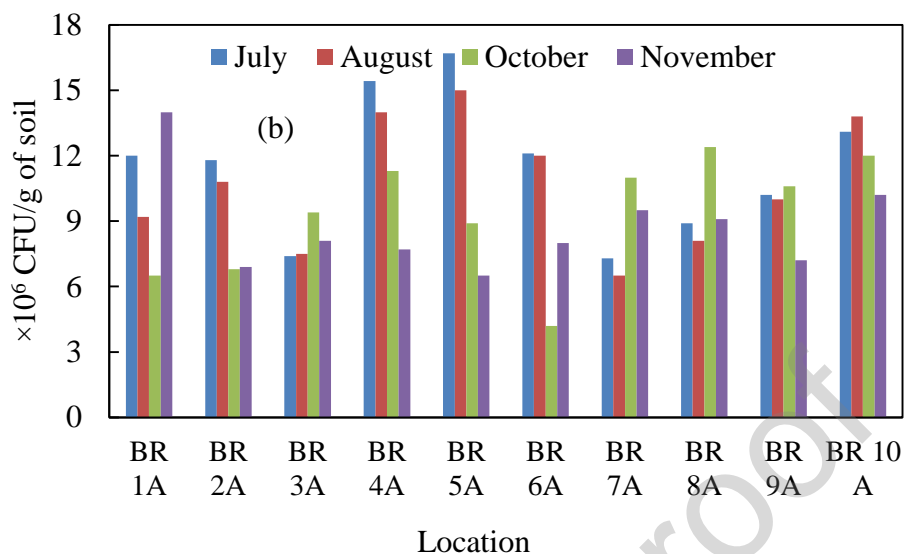 ×10⁶ CFU/g of soil
18
15
12
9
6
3
0
July August October November
(b)
BR 1A
BR 2A
BR 3A
BR 4A
BR 5A
BR 6A
BR 7A
BR 8A
BR 9A
BR 10 A
Location
roof